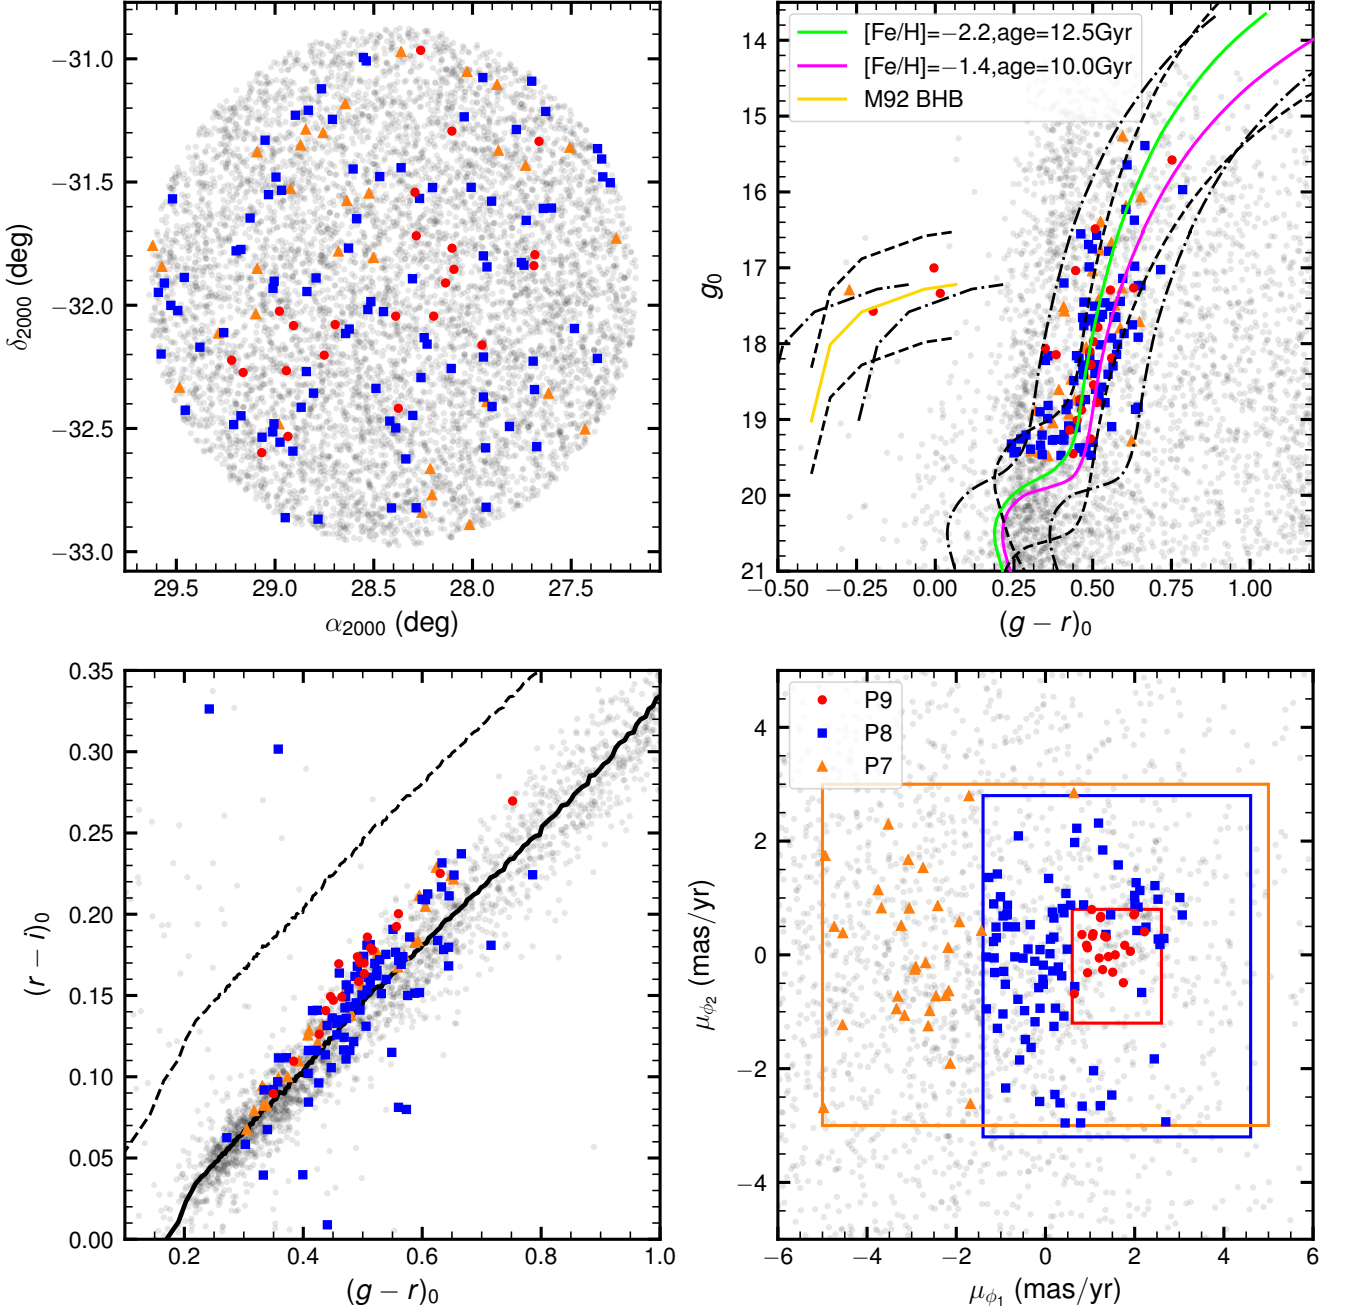 −31.0
−31.5
−32.0
−32.5
−33.0
δ2000 (deg)
29.5 29.0 28.5 28.0 27.5
α2000 (deg)
14
15
16
17
18
19
20
21
g0
[Fe/H]=−2.2,age=12.5Gyr
[Fe/H]=−1.4,age=10.0Gyr
M92 BHB
−0.50 −0.25 0.00 0.25 0.50 0.75 1.00
(g − r)0
0.35
0.30
0.25
0.20
0.15
0.10
0.05
0.00
(r − i)0
0.2 0.4 0.6 0.8 1.0
(g − r)0
4
2
0
−2
−4
μϕ2 (mas/yr)
P9
P8
P7
−6 −4 −2 0 2 4 6
μϕ1 (mas/yr)